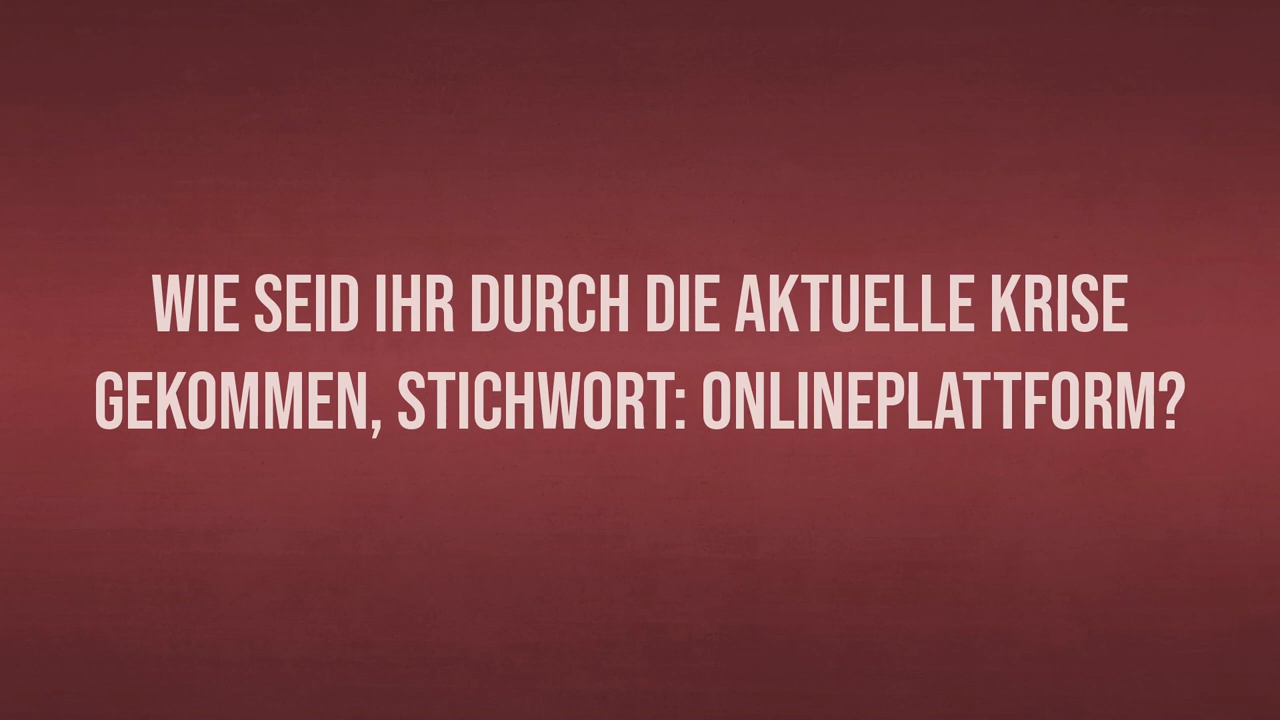 WIE SEID IHR DURCH DIE AKTUELLE KRISE
GEKOMMEN, STICHWORT: ONLINEPLATTFORM?